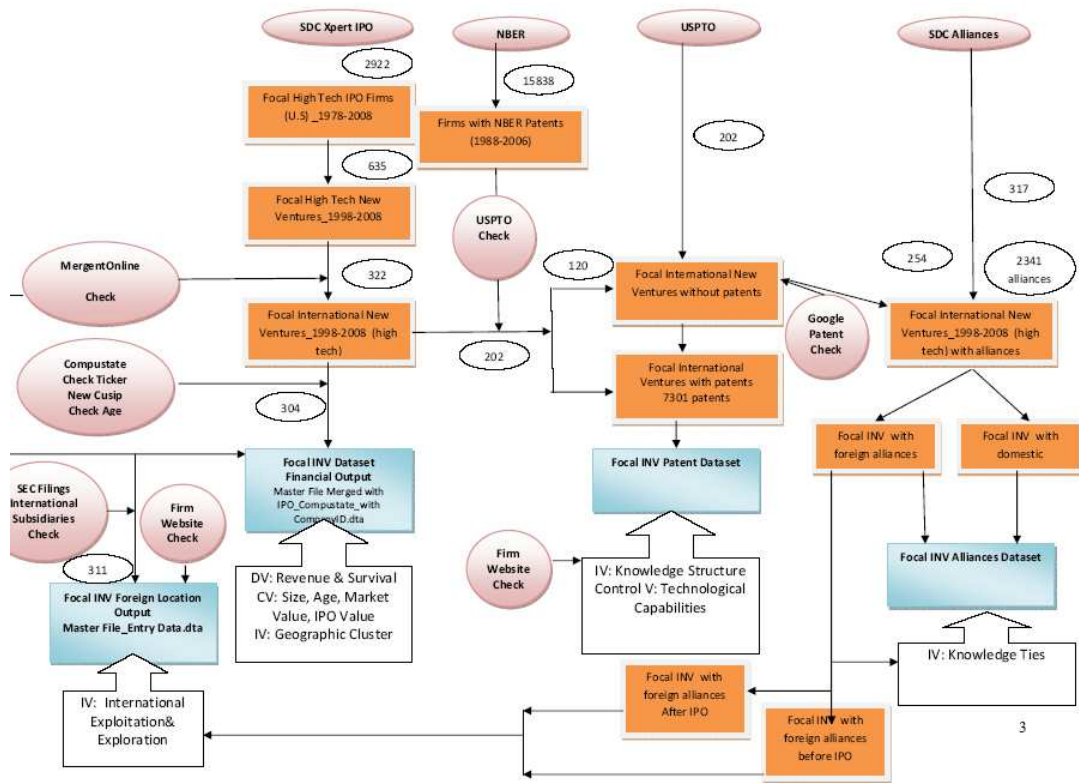 SDC Xpert IPO
NBER
USPTO
SDC Alliances
2922
15838
Focal High Tech IPO Firms
(U.S) _1978-2008
Firms with NBER Patents
(1988-2006)
202
635
317
Focal High Tech New
Ventures_1998-2008
USPTO
Check
MergentOnline
Check
322
120
254
2341
alliances
Focal International New
Ventures without patents
Focal International New
Ventures_1998-2008 (high
tech)
Google
Patent
Check
Focal International New
Ventures_1998-2008 (high
tech) with alliances
202
Compustate
Check Ticker
New Cusip
Check Age
Focal International
Ventures with patents
7301 patents
304
Focal INV with
foreign alliances
Focal INV with
domestic
Focal INV Dataset
Financial Output
Master File Merged with
IPO_Compustate_with
CompanyID.dta
Focal INV Patent Dataset
SEC Filings
International
Subsidiaries
Check
Firm
Website
Check
Firm
Website
Check
Focal INV Alliances Dataset
311
Focal INV Foreign Location
Output
Master File_Entry Data.dta
DV: Revenue & Survival
CV: Size, Age, Market
Value, IPO Value
IV: Geographic Cluster
IV: Knowledge Structure
Control V: Technological
Capabilities
IV: Knowledge Ties
IV: International
Exploitation&
Exploration
Focal INV with
foreign alliances
After IPO
Focal INV with
foreign alliances
before IPO
3